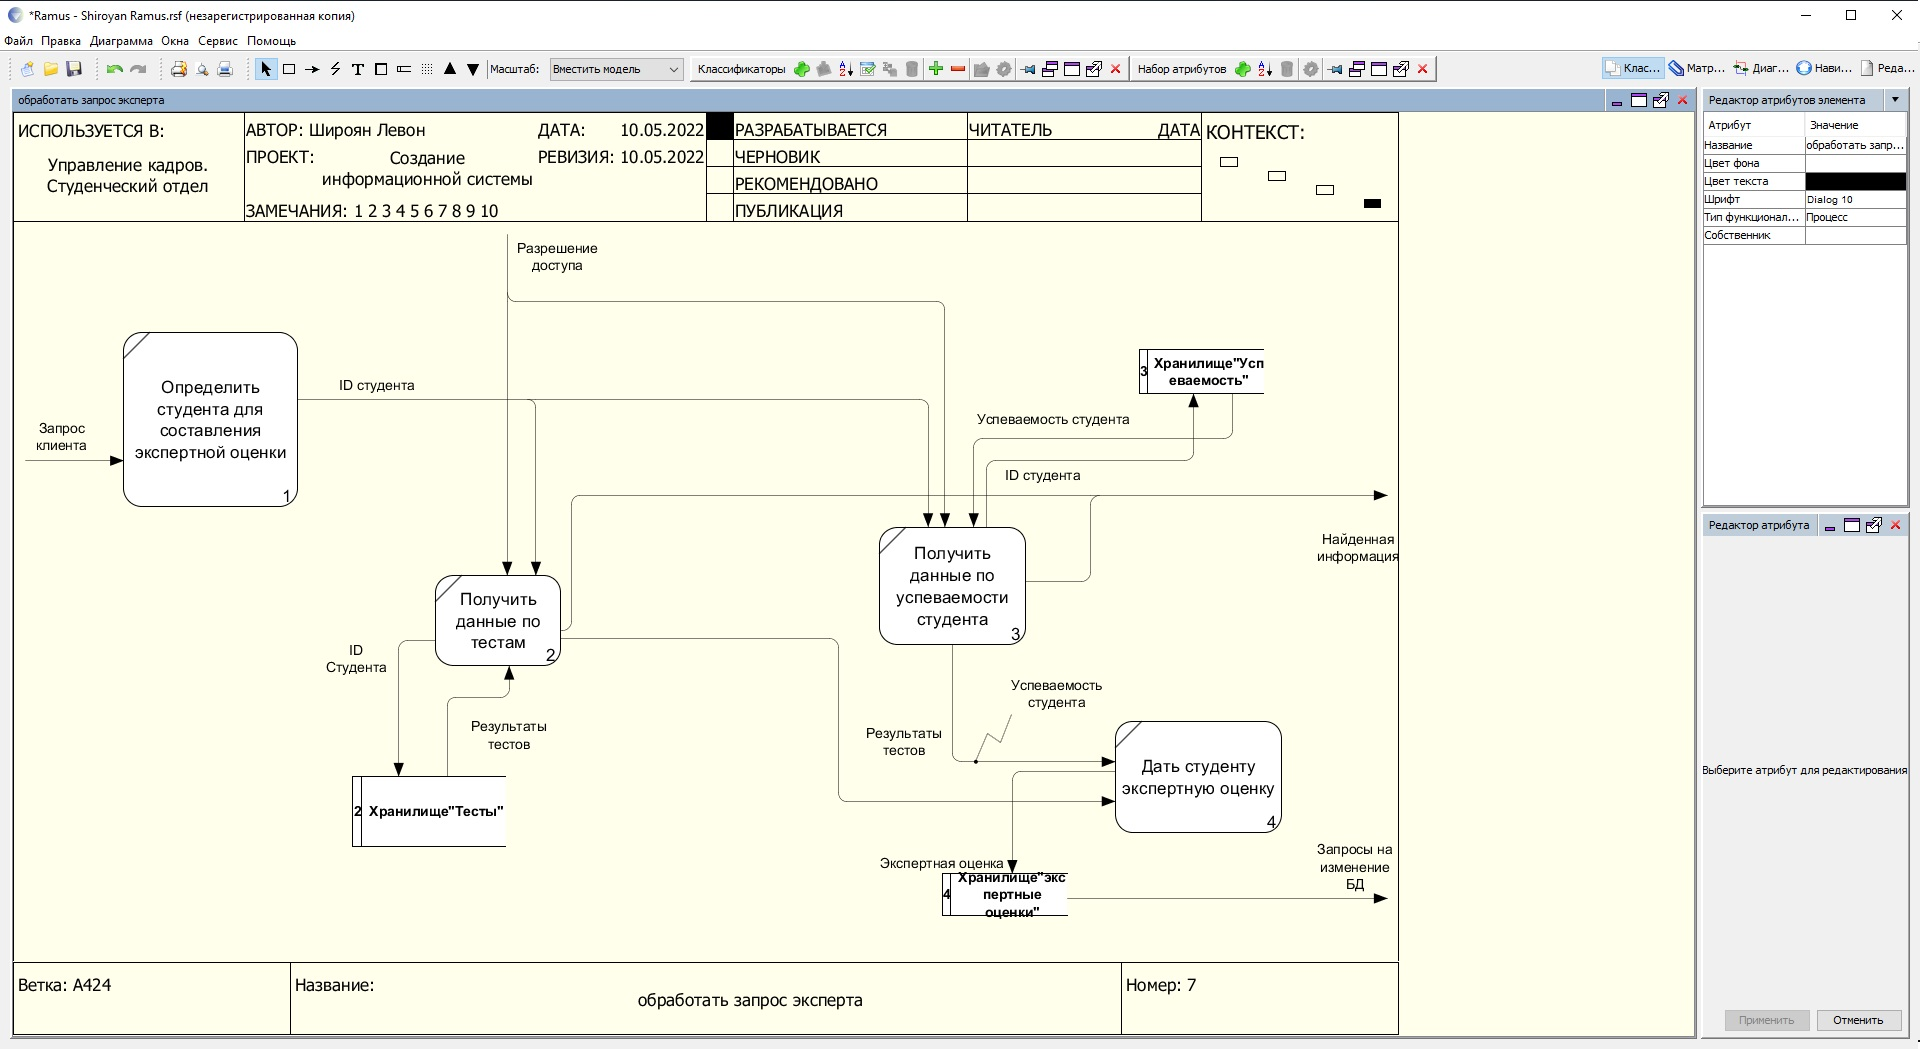 *Ramus - Shiroyan Ramus.rsf (незарегистрированная копия)
Файл Правка Диаграмма Окна Сервис Помощь
Масштаб: Вместить модель Классификаторы Набор атрибутов Клас... Матр... Диаг... Нави... Реда...
обработать запрос эксперта
ИСПОЛЬЗУЕТСЯ В:
Управление кадров.
Студенческий отдел
АВТОР: Широян Левон
ДАТА: 10.05.2022
ПРОЕКТ: Создание
информационной системы
РЕВИЗИЯ: 10.05.2022
ЗАМЕЧАНИЯ: 1 2 3 4 5 6 7 8 9 10
РАЗРАБАТЫВАЕТСЯ
ЧЕРНОВИК
РЕКОМЕНДОВАНО
ПУБЛИКАЦИЯ
ЧИТАТЕЛЬ ДАТА
КОНТЕКСТ:
Разрешение
доступа
Определить
студента для
составления
экспертной оценки
1
ID студента
Запрос
клиента
3
Хранилище"Усп
еваемость"
Успеваемость студента
ID студента
Найденная
информация
Получить
данные по
успеваемости
студента
3
Получить
данные по
тестам
2
ID
Студента
Результаты
тестов
Успеваемость
студента
Результаты
тестов
Дать студенту
экспертную оценку
4
2
Хранилище"Тесты"
Экспертная оценка
4
Хранилище"экс
пертные
оценки"
Запросы на
изменение
БД
Ветка: A424
Название:
обработать запрос эксперта
Номер: 7
Редактор атрибутов элемента
Атрибут Значение
Название обработать запр...
Цвет фона
Цвет текста
Шрифт Dialog 10
Тип функционал... Процесс
Собственник
Редактор атрибута
Выберите атрибут для редактирования
Применить Отменить